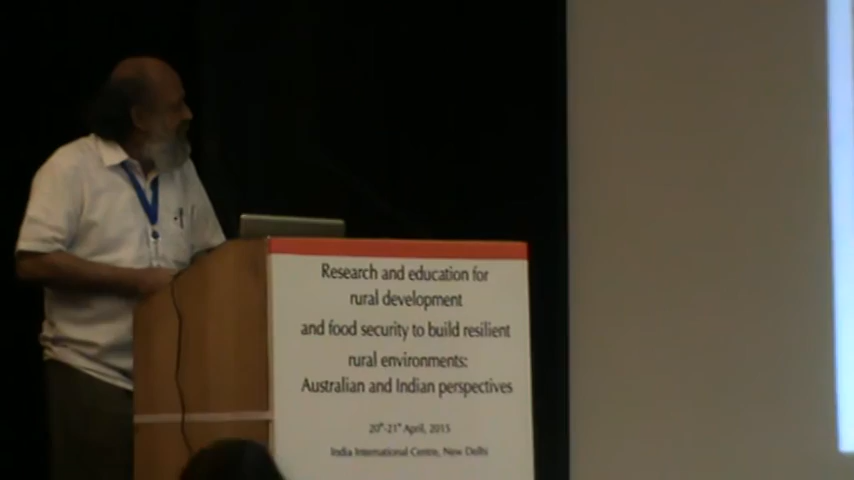 Research and education for
rural development
and food security to build resilient
rural environments:
Australian and Indian perspectives
20th-21st April, 2015
India International Centre, New Delhi